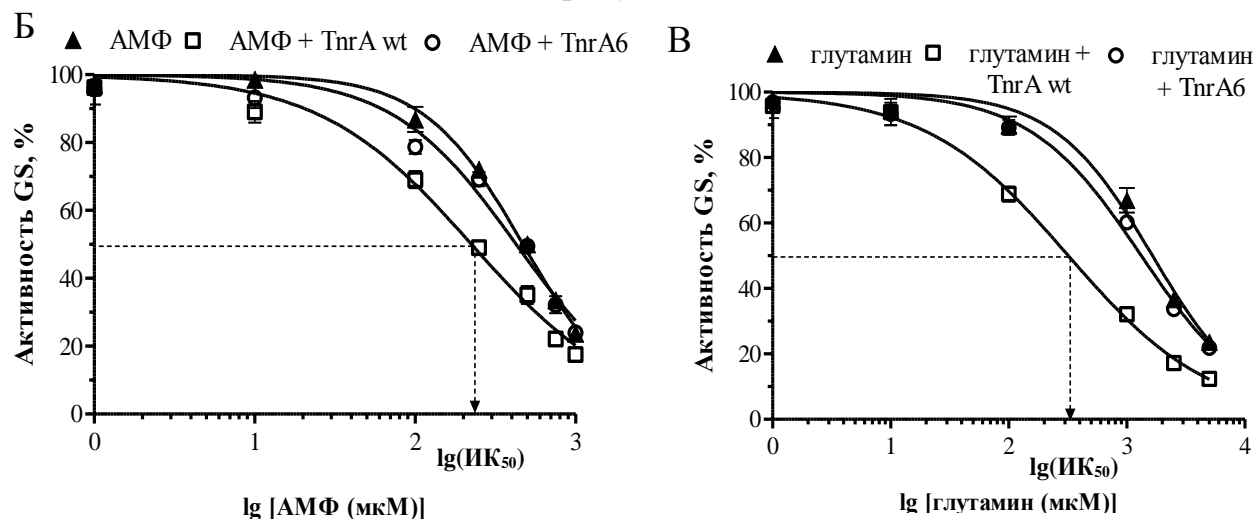 Б
АМФ АМФ + TnrA wt АМФ + TnrA6
Активность GS, %
100
80
60
40
20
0
0 1 2 3
lg(ИК₅₀)
lg [АМФ (мкМ)]
В
глутамин глутамин + TnrA wt глутамин + TnrA6
Активность GS, %
100
80
60
40
20
0
0 1 2 3 4
lg(ИК₅₀)
lg [глутамин (мкМ)]